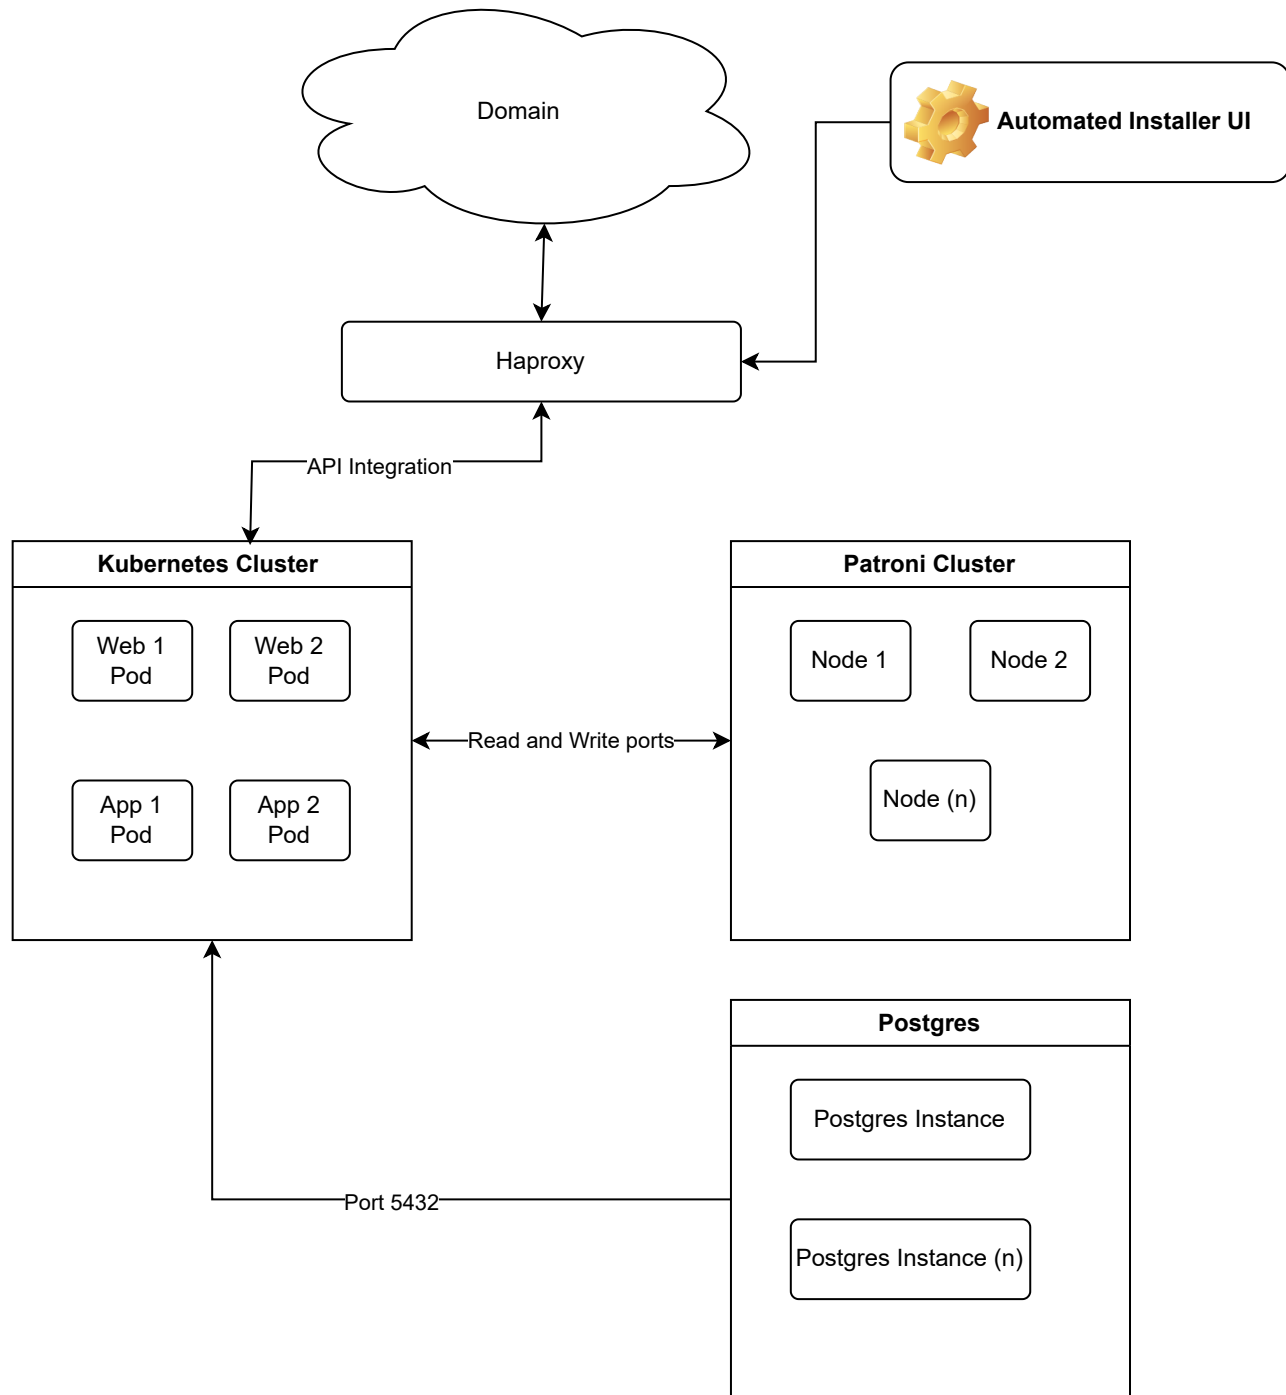 Domain
Automated Installer UI
Haproxy
API Integration
Kubernetes Cluster
Patroni Cluster
Web 1
Pod
Web 2
Pod
Node 1
Node 2
Read and Write ports
App 1
Pod
App 2
Pod
Node (n)
Postgres
Postgres Instance
Port 5432
Postgres Instance (n)